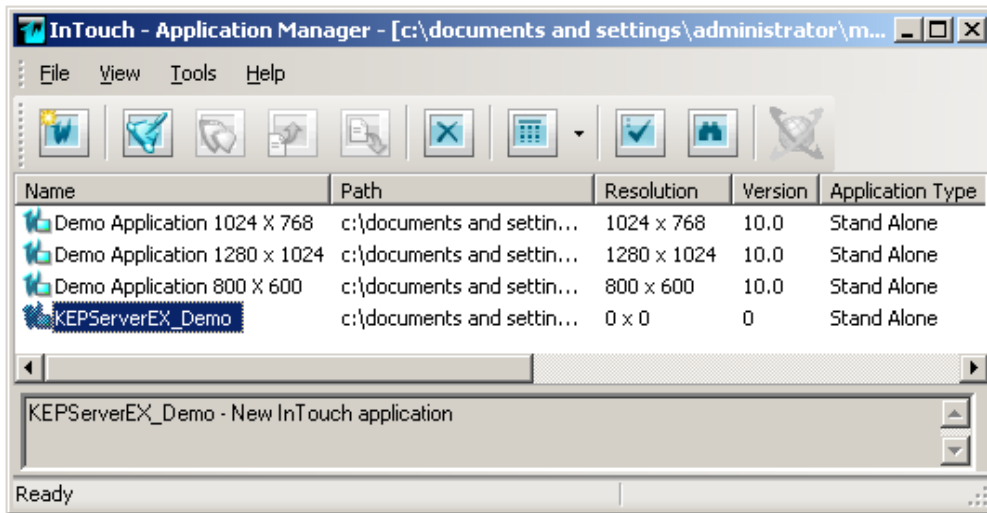 InTouch - Application Manager - [c:\documents and settings\administrator\m...
File View Tools Help
Name Path Resolution Version Application Type
Demo Application 1024 X 768 c:\documents and settin... 1024 x 768 10.0 Stand Alone
Demo Application 1280 x 1024 c:\documents and settin... 1280 x 1024 10.0 Stand Alone
Demo Application 800 X 600 c:\documents and settin... 800 x 600 10.0 Stand Alone
KEPServerEX_Demo c:\documents and settin... 0 x 0 0 Stand Alone
KEPServerEX_Demo - New InTouch application
Ready